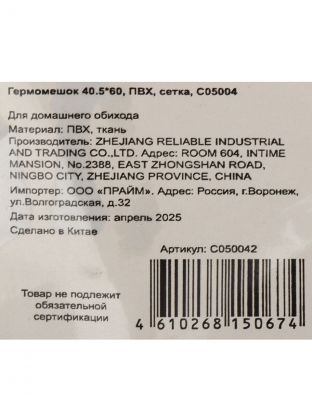 Гермомешок 40.5*60, ПВХ, сетка, С05004
Для домашнего обихода
Материал: ПВХ, ткань
Производитель: ZHEJIANG RELIABLE INDUSTRIAL
AND TRADING CO.,LTD. Адрес: ROOM 604, INTIME
MANSION, No.2388, EAST ZHONGSHAN ROAD,
NINGBO CITY, ZHEJIANG PROVINCE, CHINA
Импортер: ООО «ПРАЙМ». Адрес: Россия, г.Воронеж,
ул.Волгоградская, д.32
Дата изготовления: апрель 2025
Сделано в Китае
Артикул: С050042
Товар не подлежит
обязательной
сертификации
4 610268 150674